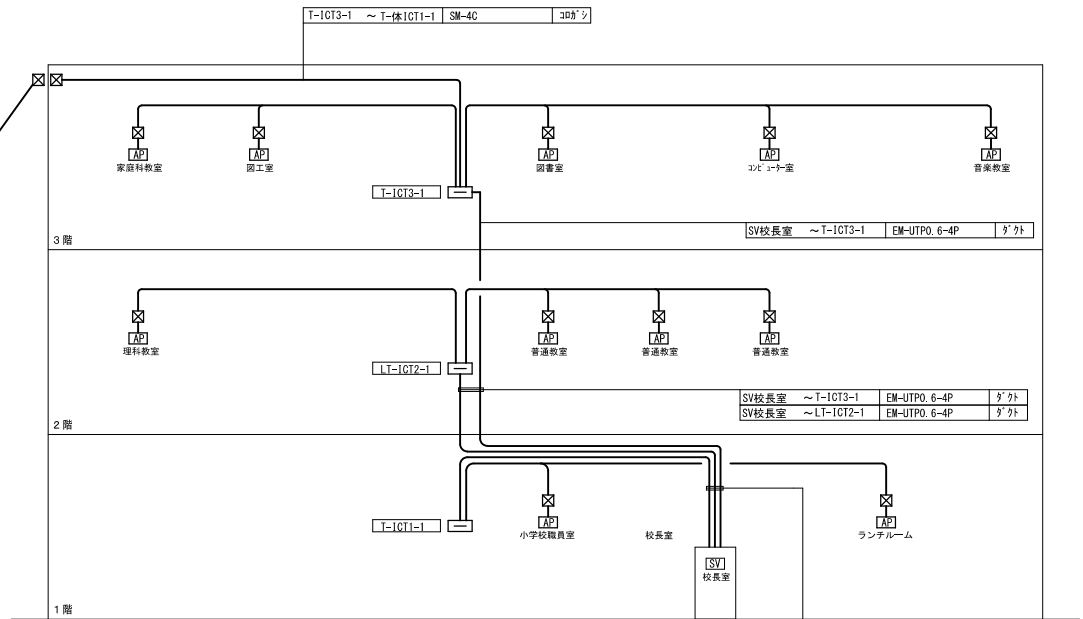 T-ICT3-1 ～ T-体ICT1-1 SM-4C ｺﾛｶﾞｼ
AP AP AP AP AP
家庭科教室 図工室 図書室 ｺﾝﾋﾟｭｰﾀｰ室 音楽教室
T-ICT3-1
SV校長室 ～T-ICT3-1 EM-UTP0.6-4P ﾀﾞｸﾄ
3階
AP AP AP AP
理科教室 普通教室 普通教室 普通教室
LT-ICT2-1
SV校長室 ～T-ICT3-1 EM-UTP0.6-4P ﾀﾞｸﾄ
SV校長室 ～LT-ICT2-1 EM-UTP0.6-4P ﾀﾞｸﾄ
2階
T-ICT1-1
AP AP
小学校職員室 校長室 ランチルーム
SV
校長室
1階